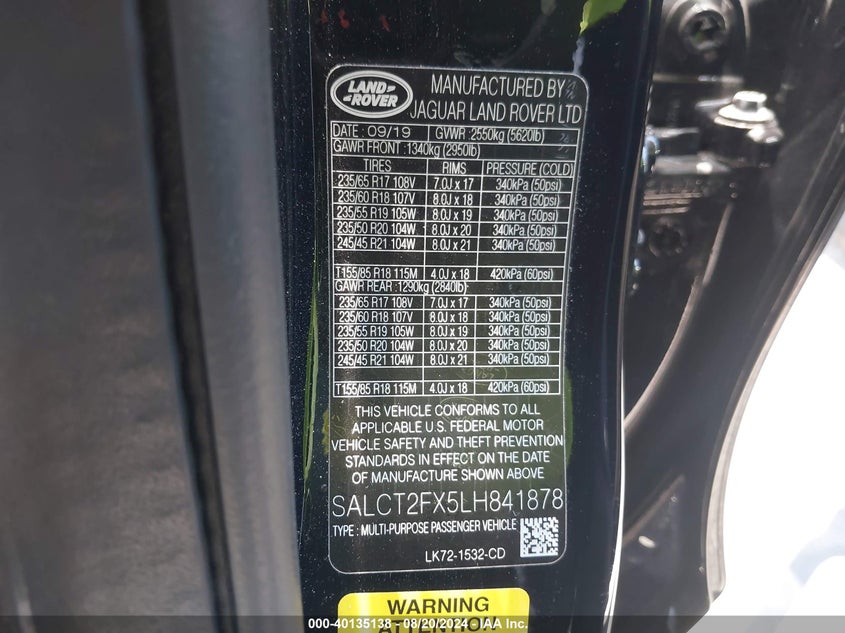 LAND
ROVER
MANUFACTURED BY
JAGUAR LAND ROVER LTD
DATE : 09/19 GVWR :2550kg (5620lb)
GAWR FRONT :1340kg (2950lb)
TIRES RIMS PRESSURE (COLD)
235/65 R17 108V 7.0J x 17 340kPa (50psi)
235/60 R18 107V 8.0J x 18 340kPa (50psi)
235/55 R19 105W 8.0J x 19 340kPa (50psi)
235/50 R20 104W 8.0J x 20 340kPa (50psi)
245/45 R21 104W 8.0J x 21 340kPa (50psi)
T155/85 R18 115M 4.0J x 18 420kPa (60psi)
GAWR REAR :1290kg (2840lb)
235/65 R17 108V 7.0J x 17 340kPa (50psi)
235/60 R18 107V 8.0J x 18 340kPa (50psi)
235/55 R19 105W 8.0J x 19 340kPa (50psi)
235/50 R20 104W 8.0J x 20 340kPa (50psi)
245/45 R21 104W 8.0J x 21 340kPa (50psi)
T155/85 R18 115M 4.0J x 18 420kPa (60psi)
THIS VEHICLE CONFORMS TO ALL
APPLICABLE U.S. FEDERAL MOTOR
VEHICLE SAFETY AND THEFT PREVENTION
STANDARDS IN EFFECT ON THE DATE
OF MANUFACTURE SHOWN ABOVE
SALCT2FX5LH841878
TYPE : MULTI-PURPOSE PASSENGER VEHICLE
LK72-1532-CD
WARNING
ATTENTION
000-40135138 - 08/20/2024 - IAA Inc.